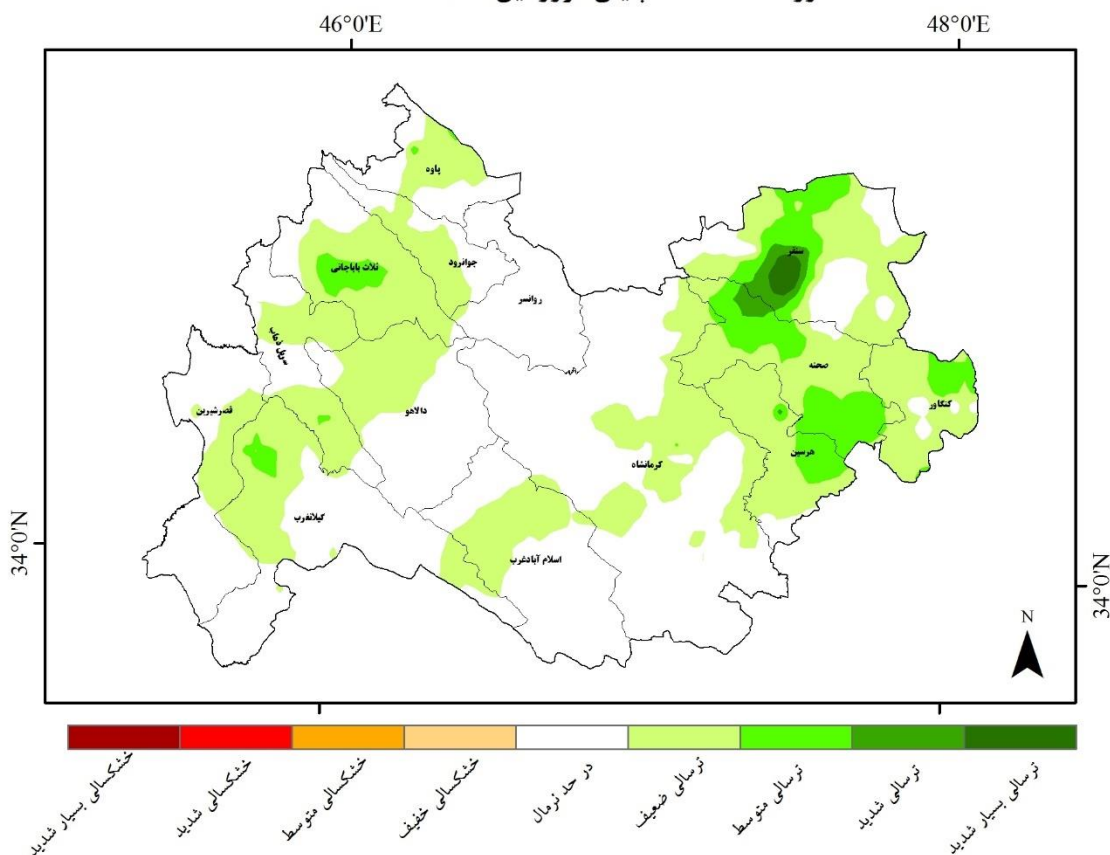 46°0'E
48°0'E
پاوه
سنقر
جوانرود
ثلاث باباجانی
روانسر
سرپل ذهاب
صحنه
دالاهو
قصرشیرین
کنگاور
هرسین
کرمانشاه
گیلانغرب
اسلام آبادغرب
34°0'N
34°0'N
N
خشکسالی بسیار شدید
خشکسالی شدید
خشکسالی متوسط
خشکسالی خفیف
در حد نرمال
ترسالی ضعیف
ترسالی متوسط
ترسالی شدید
ترسالی بسیار شدید